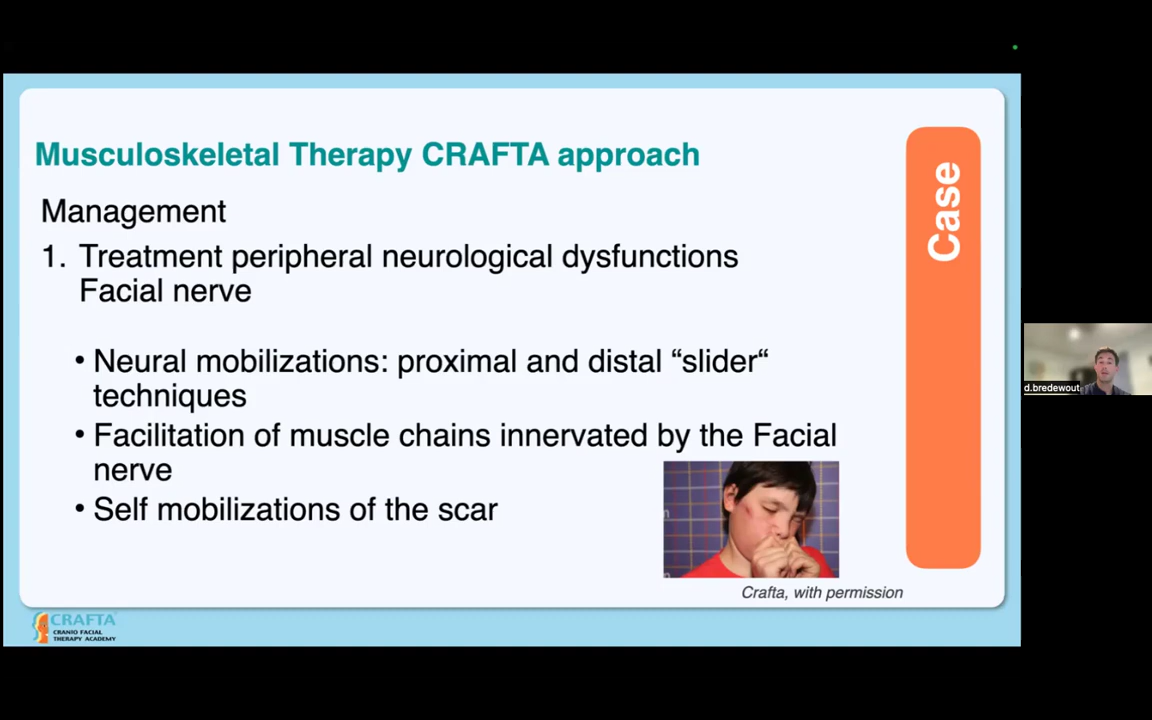 Musculoskeletal Therapy CRAFTA approach
Management
1. Treatment peripheral neurological dysfunctions
Facial nerve
• Neural mobilizations: proximal and distal “slider“
techniques
• Facilitation of muscle chains innervated by the Facial
nerve
• Self mobilizations of the scar
Crafta, with permission
Case
d.bredewout
CRAFTA
CRANIO FACIAL
THERAPY ACADEMY